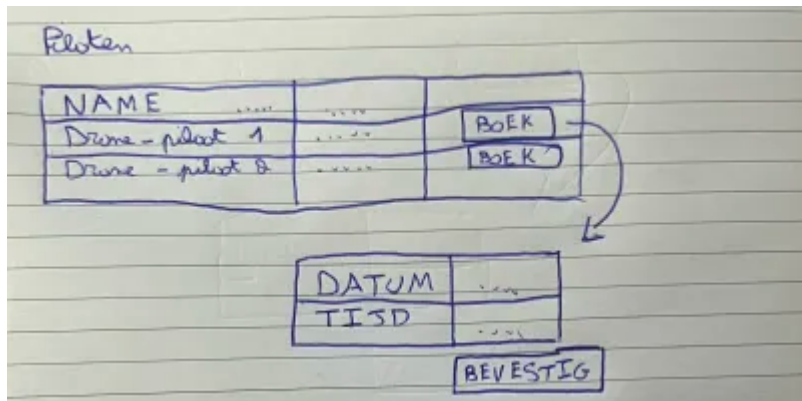 Piloten
NAME ..... .....
Drone - piloot 1 ..... BOEK
Drone - piloot 2 ..... BOEK
DATUM ....
TIJD ....
BEVESTIG